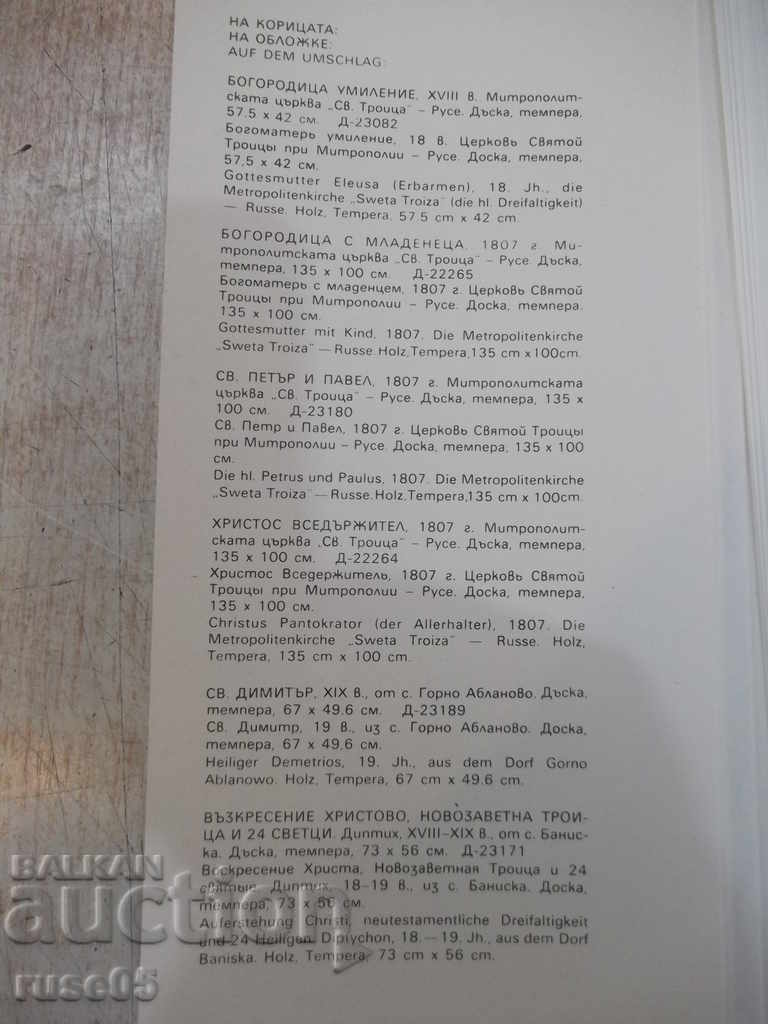 НА КОРИЦАТА:
НА ОБЛОЖКЕ:
AUF DEM UMSCHLAG:
БОГОРОДИЦА УМИЛЕНИЕ, XVIII в. Митрополит-
ската църква „Св. Троица" – Русе. Дъска, темпера,
57.5 x 42 см. Д-23082
Богоматерь умиление, 18 в. Церковь Святой
Троицы при Митрополии – Русе. Доска, темпера,
57,5 x 42 см.
Gottesmutter Eleusa (Erbarmen), 18. Jh., die
Metropolitenkirche „Sweta Troiza" (die hl. Dreifaltigkeit)
— Russe. Holz, Tempera, 57.5 cm x 42 cm.
БОГОРОДИЦА С МЛАДЕНЕЦА, 1807 г. Ми-
трополитската църква „Св. Троица" – Русе. Дъска,
темпера, 135 x 100 см. Д-22265
Богоматерь с младенцем, 1807 г. Церковь Святой
Троицы при Митрополии – Русе. Доска, темпера.
135 x 100 см.
Gottesmutter mit Kind, 1807. Die Metropolitenkirche
„Sweta Troiza" — Russe. Holz, Tempera, 135 cm x 100cm.
СВ. ПЕТЪР И ПАВЕЛ, 1807 г. Митрополитската
църква „Св. Троица" – Русе. Дъска, темпера, 135 x
100 см. Д-23180
Св. Петр и Павел, 1807 г. Церковь Святой Троицы
при Митрополии – Русе. Доска, темпера, 135 x 100
см.
Die hl. Petrus und Paulus, 1807. Die Metropolitenkirche
„Sweta Troiza" — Russe. Holz, Tempera, 135 cm x 100cm.
ХРИСТОС ВСЕДЪРЖИТЕЛ, 1807 г. Митрополит-
ската църква „Св. Троица" – Русе. Дъска, темпера,
135 x 100 см. Д-22264
Христос Вседержитель, 1807 г. Церковь Святой
Троицы при Митрополии – Русе. Доска, темпера,
135 x 100 см.
Christus Pantokrator (der Allerhalter), 1807. Die
Metropolitenkirche „Sweta Troiza" — Russe. Holz,
Tempera, 135 cm x 100 cm.
СВ. ДИМИТЪР, XIX в., от с. Горно Абланово. Дъска,
темпера, 67 x 49.6 см. Д-23189
Св. Димитр, 19 в., из с. Горно Абланово. Доска,
темпера, 67 x 49,6 см.
Heiliger Demetrios, 19. Jh., aus dem Dorf Gorno
Ablanowo. Holz, Tempera, 67 cm x 49.6 cm.
ВЪЗКРЕСЕНИЕ ХРИСТОВО, НОВОЗАВЕТНА ТРОИ-
ЦА И 24 СВЕТЦИ. Диптих, XVIII–XIX в., от с. Банис-
ка. Дъска, темпера, 73 x 56 см. Д-23171
Воскресение Христа, Новозаветная Троица и 24
святые. Диптих, 18-19 в., из с. Баниска. Доска,
темпера, 73 x 56 см.
Auferstehung Christi, neutestamentliche Dreifaltigkeit
und 24 Heiligen. Diptychon, 18. — 19. Jh., aus dem Dorf
Baniska. Holz, Tempera, 73 cm x 56 cm.
BALKAN
auction
ruse05